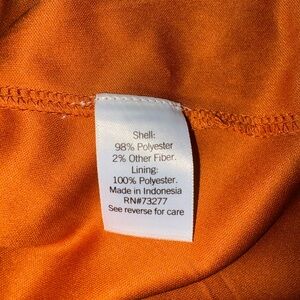 Shell:
98% Polyester
2% Other Fiber.
Lining:
100% Polyester.
Made in Indonesia
RN#73277
See reverse for care